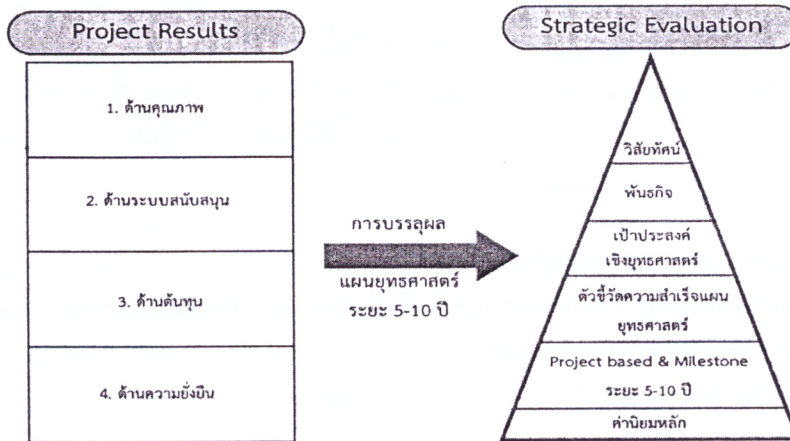 Project Results
1. ด้านคุณภาพ
2. ด้านระบบสนับสนุน
3. ด้านต้นทุน
4. ด้านความยั่งยืน
การบรรลุผล
แผนยุทธศาสตร์
ระยะ 5-10 ปี
Strategic Evaluation
วิสัยทัศน์
พันธกิจ
เป้าประสงค์
เชิงยุทธศาสตร์
ตัวชี้วัดความสำเร็จแผน
ยุทธศาสตร์
Project based & Milestone
ระยะ 5-10 ปี
ค่านิยมหลัก